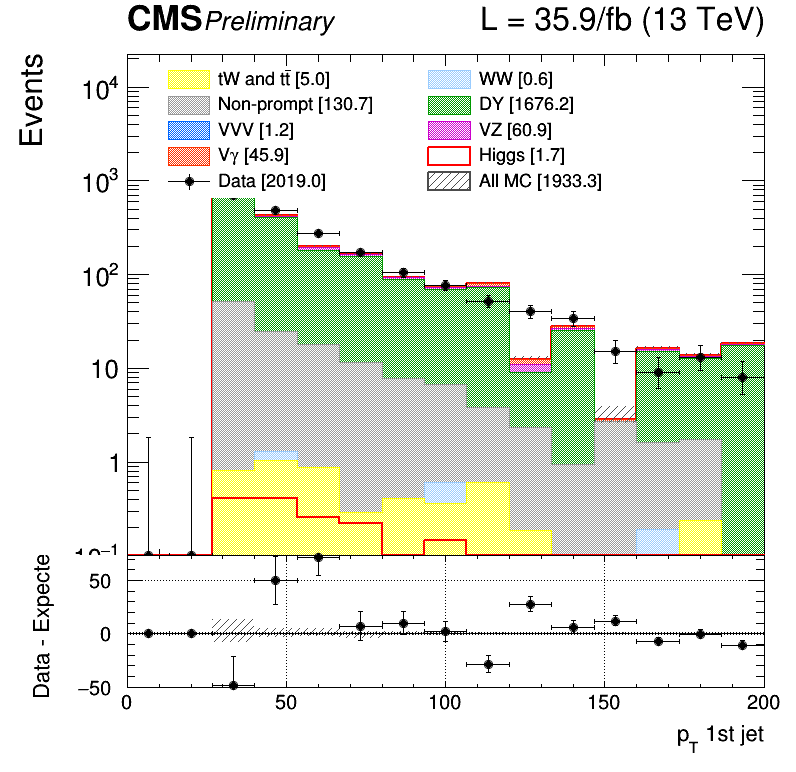 CMS Preliminary L = 35.9/fb (13 TeV)
Events
tW and tt̄ [5.0] WW [0.6]
Non-prompt [130.7] DY [1676.2]
VVV [1.2] VZ [60.9]
Vγ [45.9] Higgs [1.7]
Data [2019.0] All MC [1933.3]
10⁴
10³
10²
10
1
10⁻¹
Data - Expecte
50
0
−50
0 50 100 150 200
p_T 1st jet